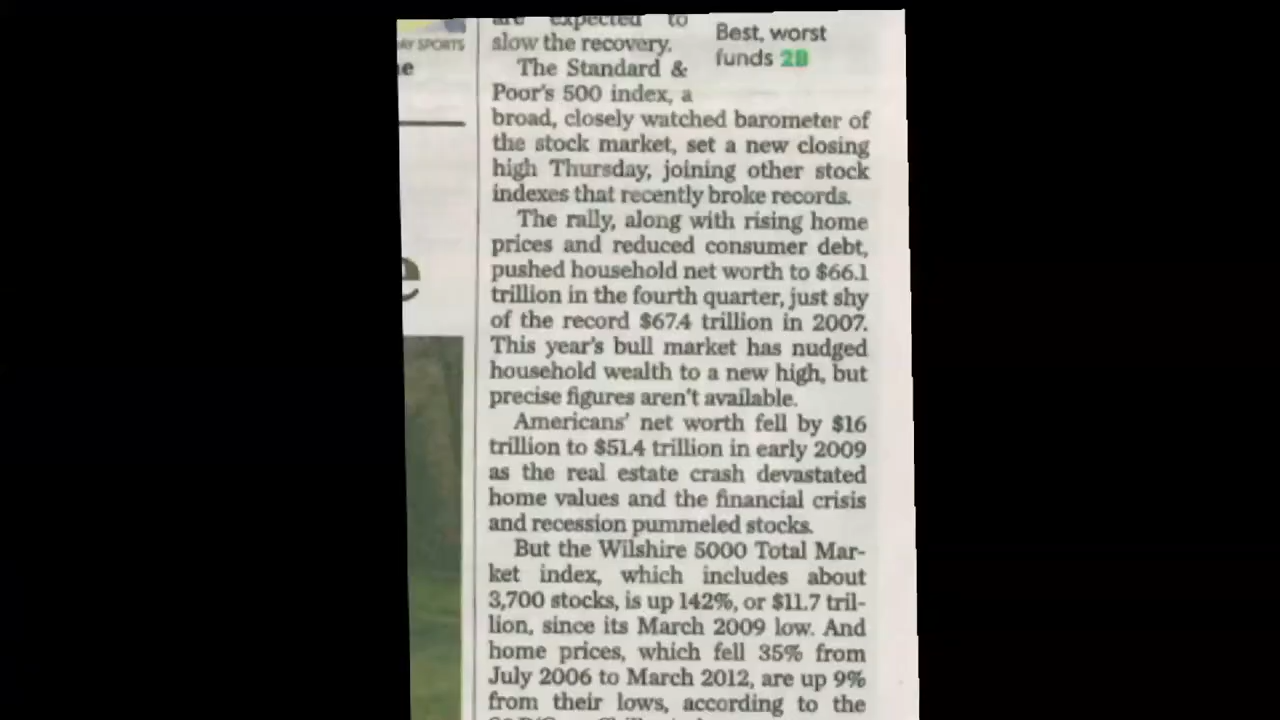 AY SPORTS
e
e
are expected to
slow the recovery.
The Standard &
Poor's 500 index, a
broad, closely watched barometer of
the stock market, set a new closing
high Thursday, joining other stock
indexes that recently broke records.
The rally, along with rising home
prices and reduced consumer debt,
pushed household net worth to $66.1
trillion in the fourth quarter, just shy
of the record $67.4 trillion in 2007.
This year's bull market has nudged
household wealth to a new high, but
precise figures aren't available.
Americans' net worth fell by $16
trillion to $51.4 trillion in early 2009
as the real estate crash devastated
home values and the financial crisis
and recession pummeled stocks.
But the Wilshire 5000 Total Mar-
ket index, which includes about
3,700 stocks, is up 142%, or $11.7 tril-
lion, since its March 2009 low. And
home prices, which fell 35% from
July 2006 to March 2012, are up 9%
from their lows, according to the
Best, worst
funds 2B